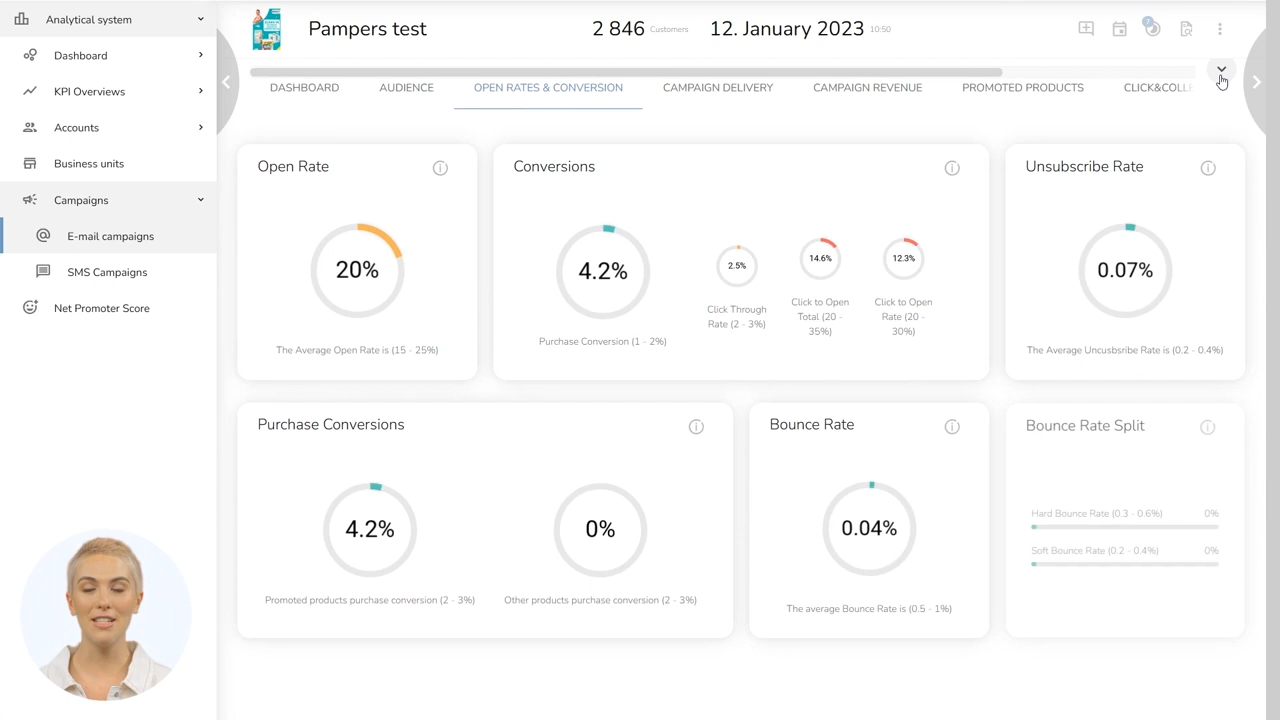 Analytical system
Dashboard
KPI Overviews
Accounts
Business units
Campaigns
E-mail campaigns
SMS Campaigns
Net Promoter Score
Pampers test
2 846 Customers
12. January 2023 10:50
?
DASHBOARD
AUDIENCE
OPEN RATES & CONVERSION
CAMPAIGN DELIVERY
CAMPAIGN REVENUE
PROMOTED PRODUCTS
CLICK&COLL
Open Rate
20%
The Average Open Rate is (15 - 25%)
Conversions
4.2%
Purchase Conversion (1 - 2%)
2.5%
Click Through
Rate (2 - 3%)
14.6%
Click to Open
Total (20 -
35%)
12.3%
Click to Open
Rate (20 -
30%)
Unsubscribe Rate
0.07%
The Average Uncusbsribe Rate is (0.2 - 0.4%)
Purchase Conversions
4.2%
Promoted products purchase conversion (2 - 3%)
0%
Other products purchase conversion (2 - 3%)
Bounce Rate
0.04%
The average Bounce Rate is (0.5 - 1%)
Bounce Rate Split
Hard Bounce Rate (0.3 - 0.6%) 0%
Soft Bounce Rate (0.2 - 0.4%) 0%